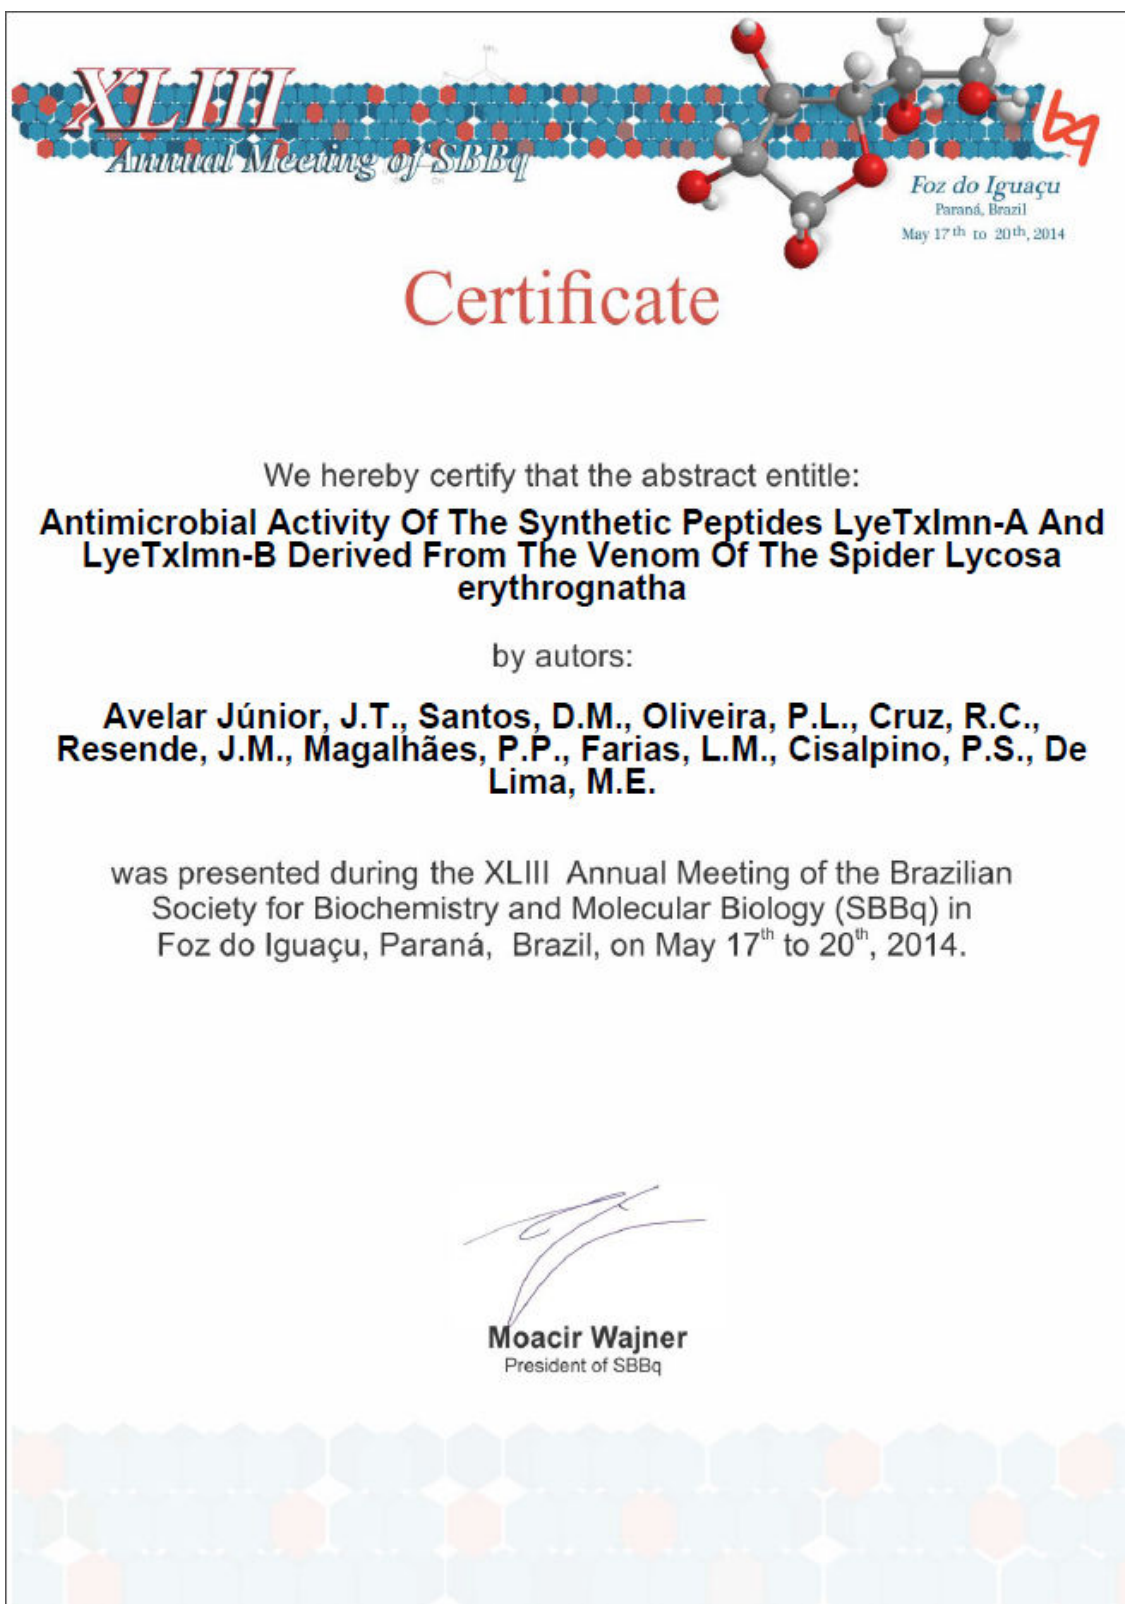 XLIII
Annual Meeting of SBBq
bq
Foz do Iguaçu
Paraná, Brazil
May 17th to 20th, 2014
Certificate
We hereby certify that the abstract entitle:
Antimicrobial Activity Of The Synthetic Peptides LyeTxImn-A And
LyeTxImn-B Derived From The Venom Of The Spider Lycosa
erythrognatha
by autors:
Avelar Júnior, J.T., Santos, D.M., Oliveira, P.L., Cruz, R.C.,
Resende, J.M., Magalhães, P.P., Farias, L.M., Cisalpino, P.S., De
Lima, M.E.
was presented during the XLIII Annual Meeting of the Brazilian
Society for Biochemistry and Molecular Biology (SBBq) in
Foz do Iguaçu, Paraná, Brazil, on May 17th to 20th, 2014.
Moacir Wajner
President of SBBq